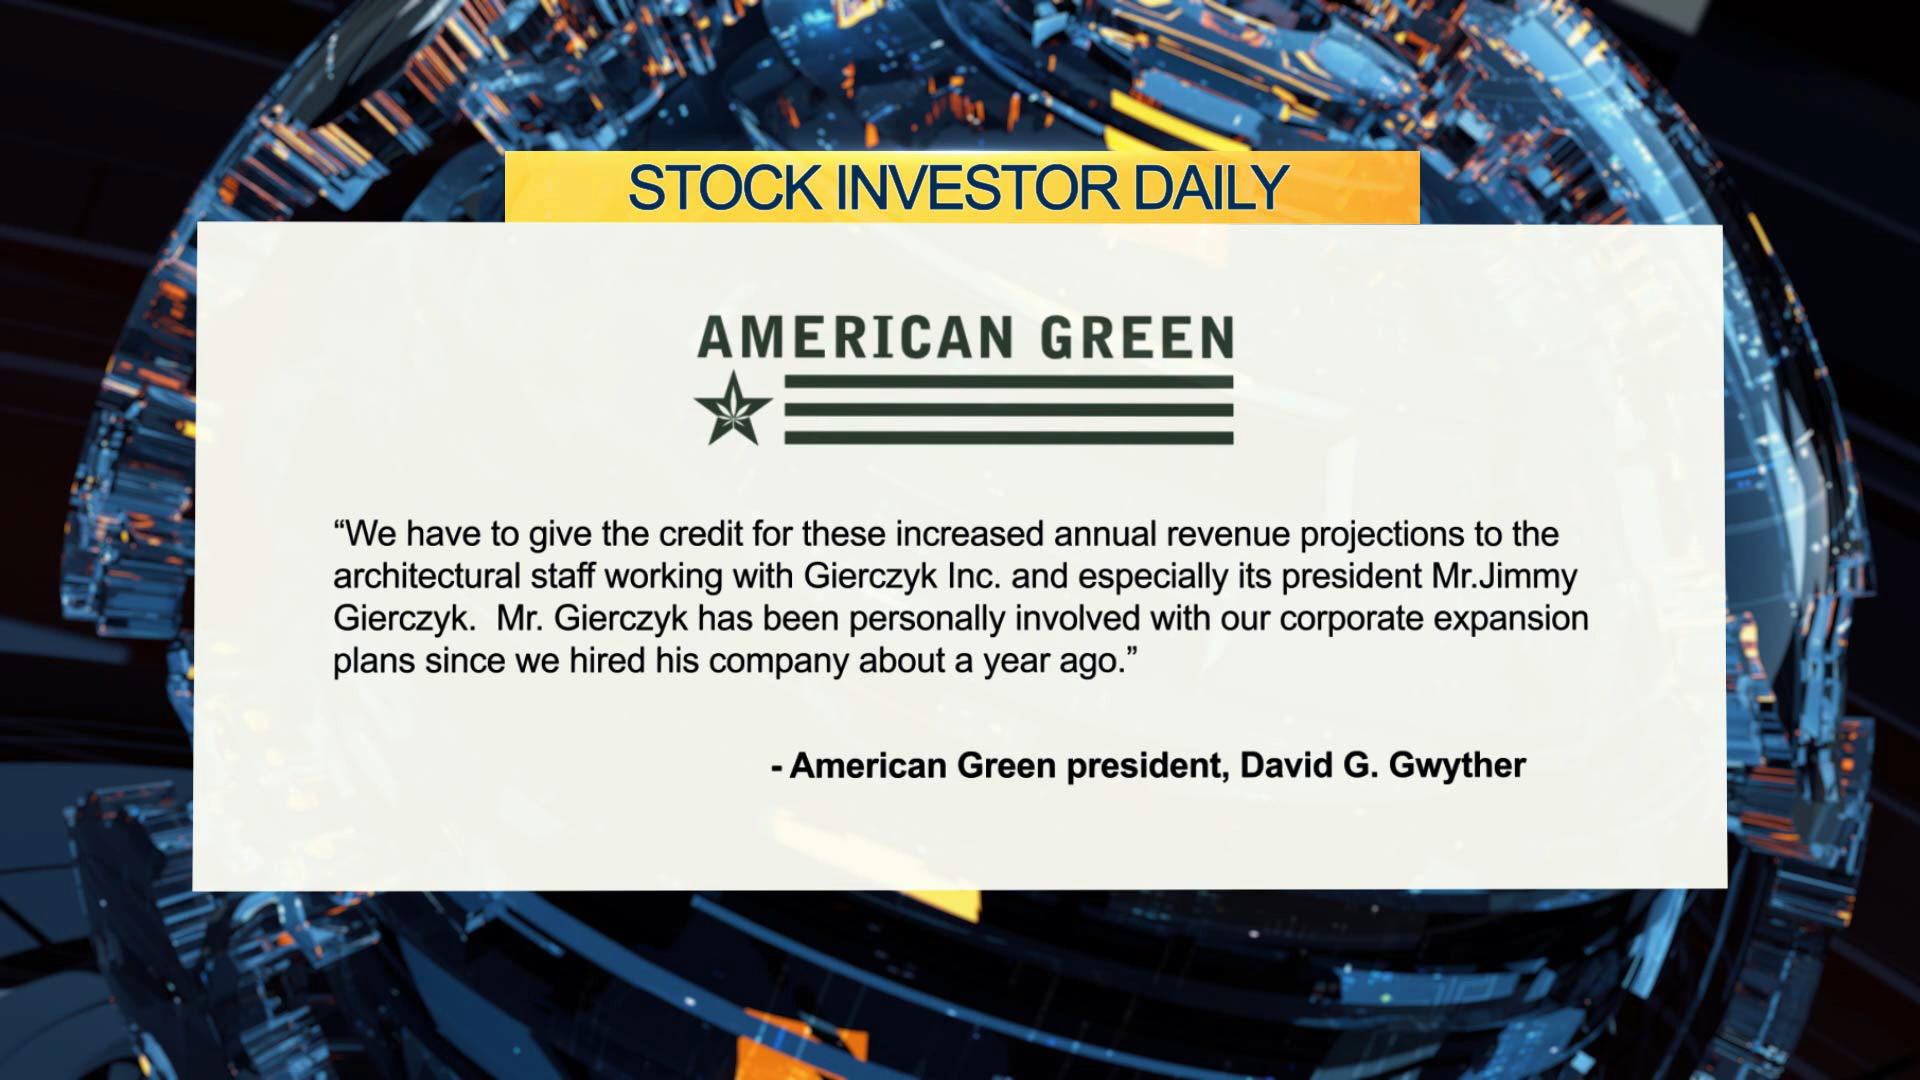 STOCK INVESTOR DAILY
AMERICAN GREEN
“We have to give the credit for these increased annual revenue projections to the
architectural staff working with Gierczyk Inc. and especially its president Mr.Jimmy
Gierczyk.  Mr. Gierczyk has been personally involved with our corporate expansion
plans since we hired his company about a year ago.”
- American Green president, David G. Gwyther